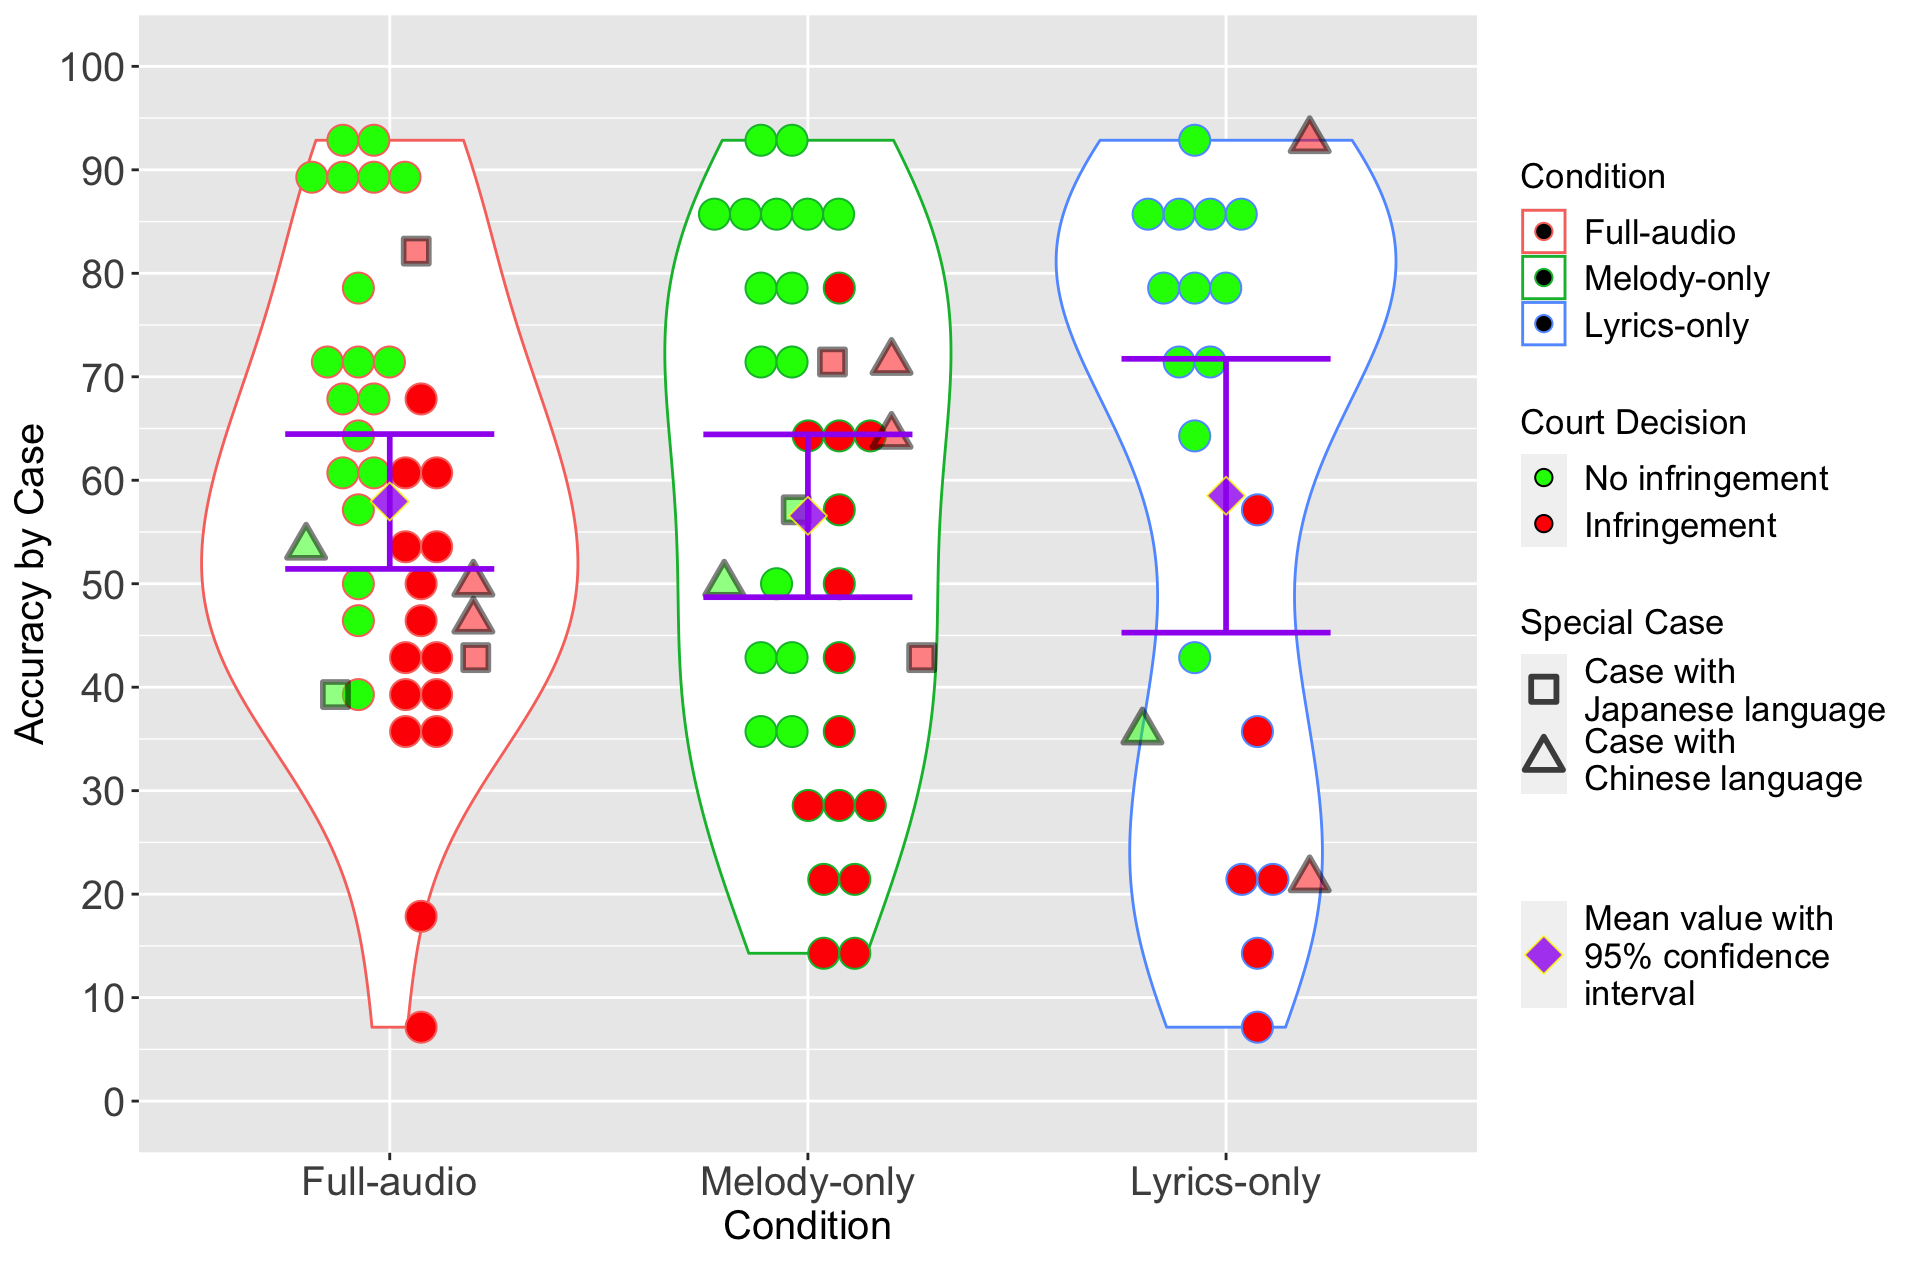 100
90
80
70
60
50
40
30
20
10
0
Accuracy by Case
Full-audio
Melody-only
Lyrics-only
Condition
Condition
Full-audio
Melody-only
Lyrics-only
Court Decision
No infringement
Infringement
Special Case
Case with
Japanese language
Case with
Chinese language
Mean value with
95% confidence
interval